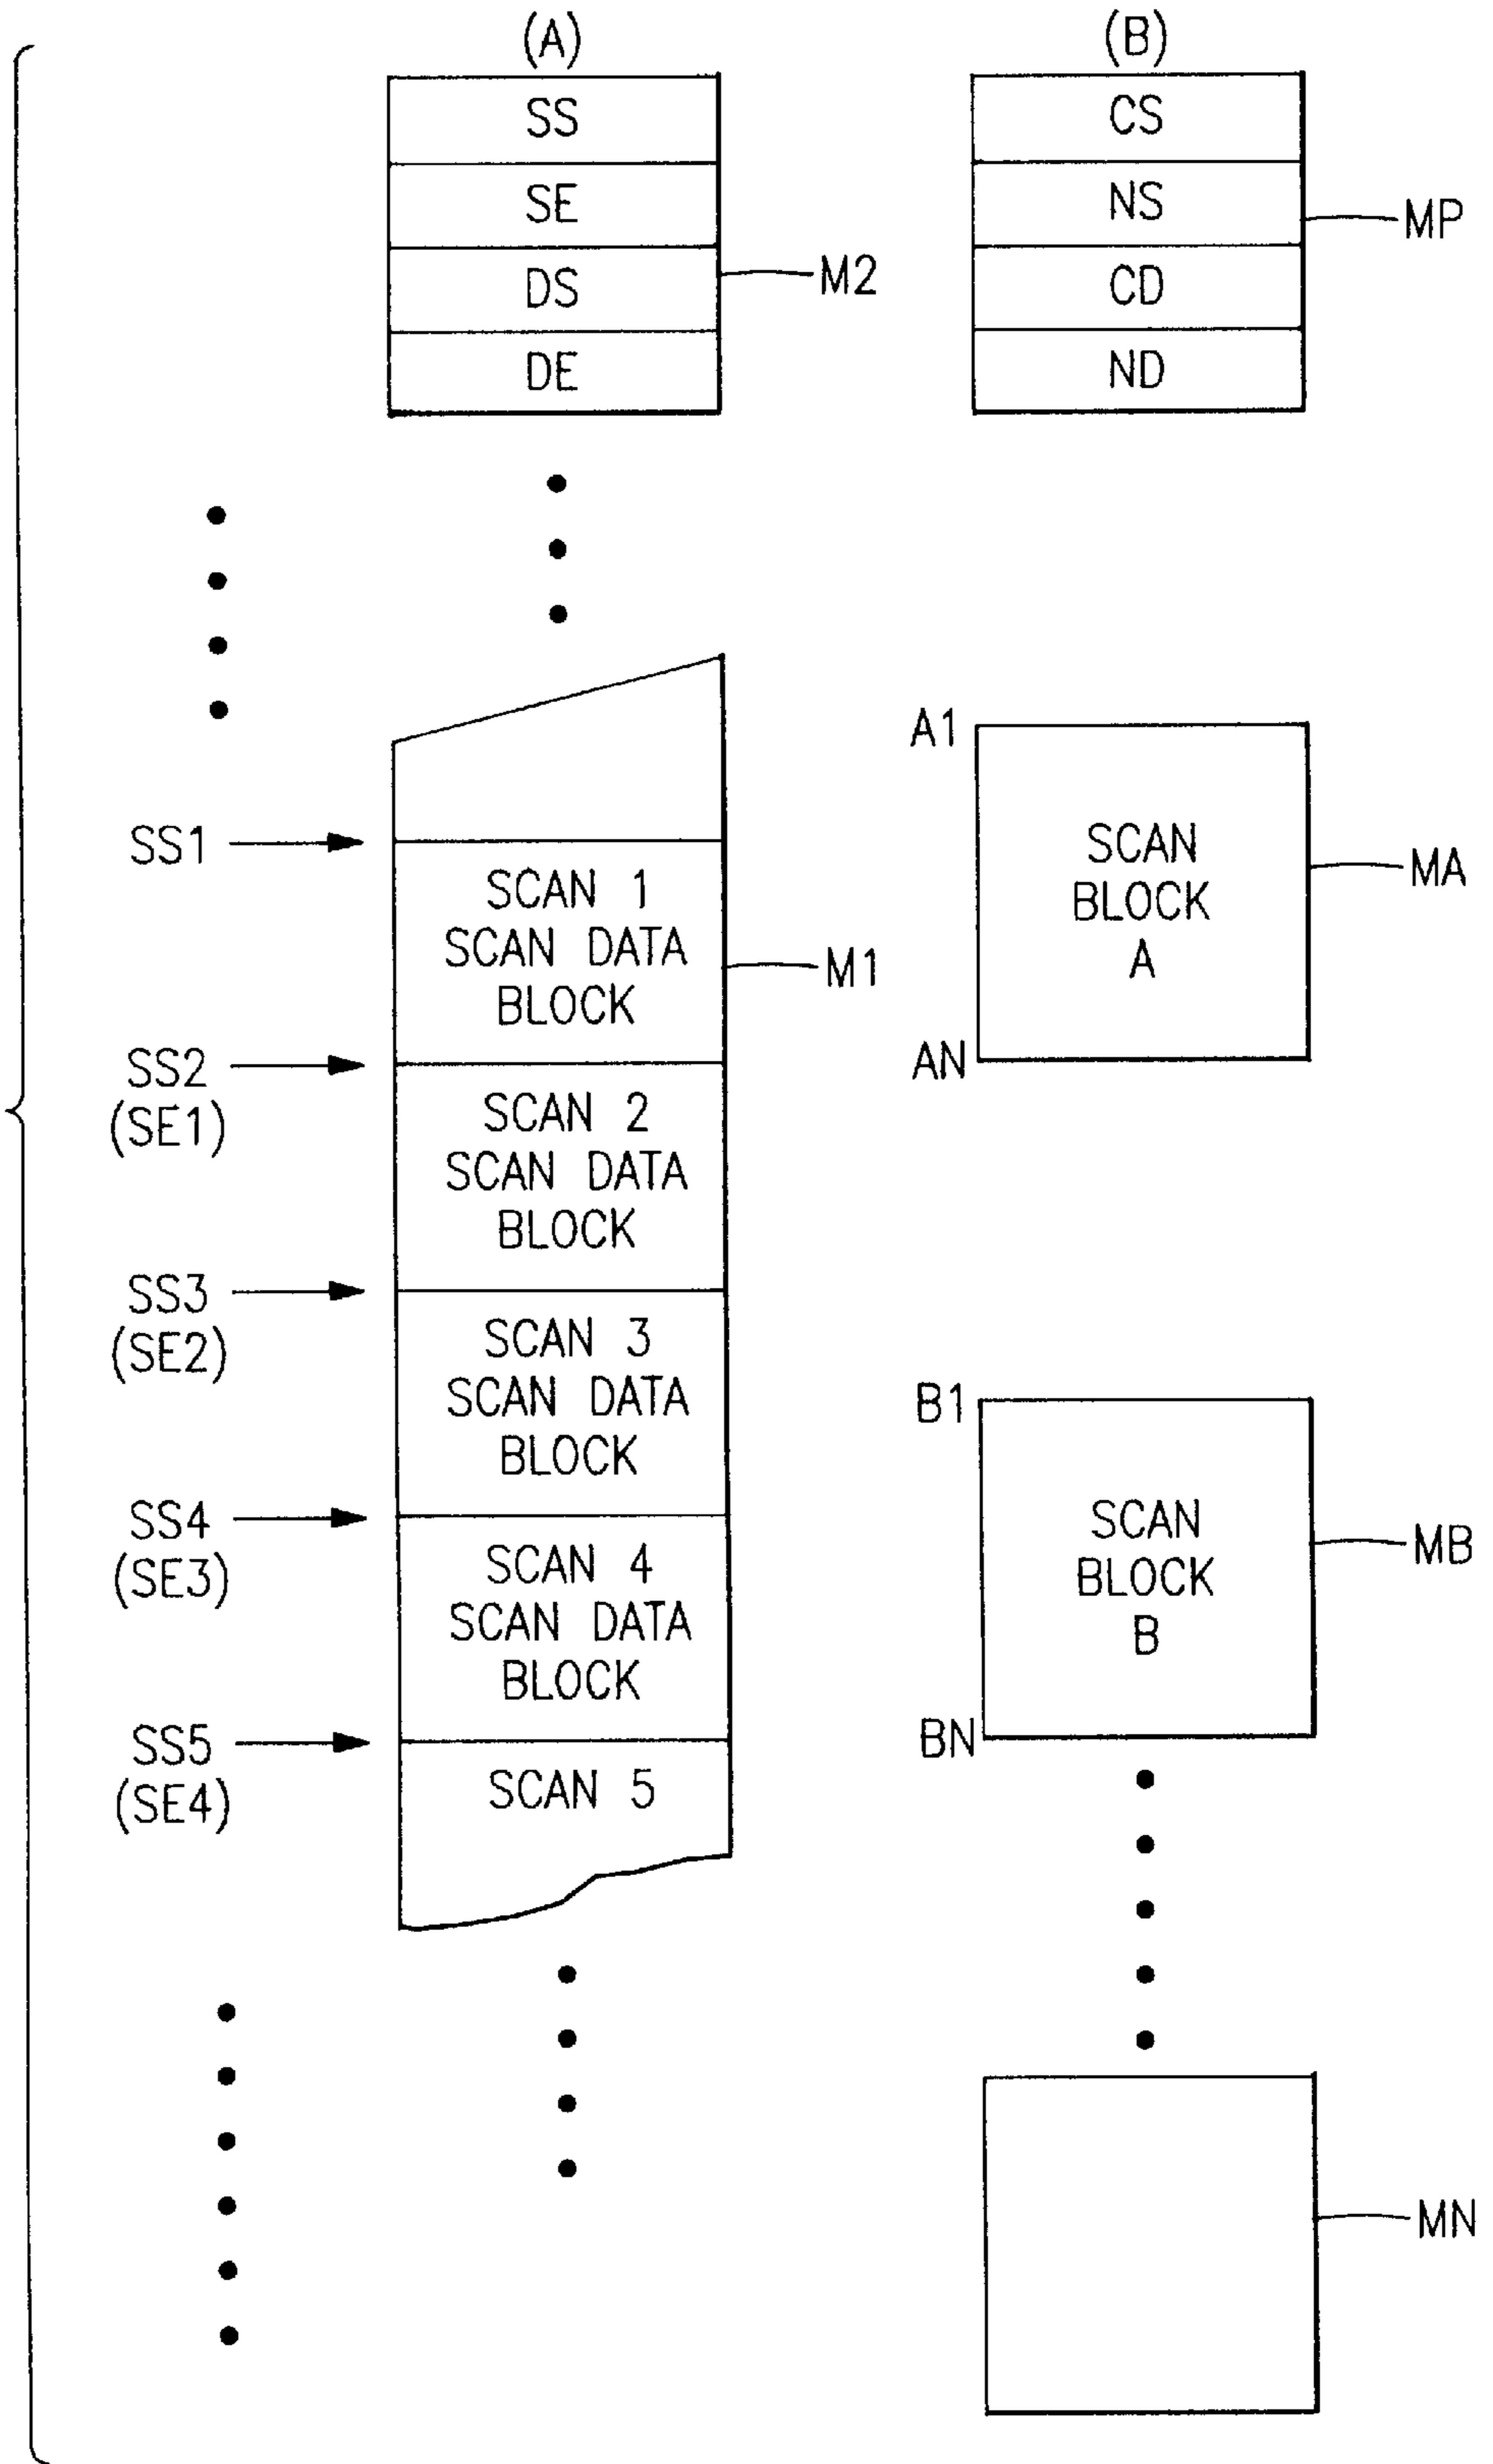 (A)
SS
SE
DS
DE
M2
SS1
SCAN 1
SCAN DATA
BLOCK
M1
SS2
(SE1)
SCAN 2
SCAN DATA
BLOCK
SS3
(SE2)
SCAN 3
SCAN DATA
BLOCK
SS4
(SE3)
SCAN 4
SCAN DATA
BLOCK
SS5
(SE4)
SCAN 5
(B)
CS
NS
CD
ND
MP
A1
SCAN
BLOCK
A
MA
AN
B1
SCAN
BLOCK
B
MB
BN
MN